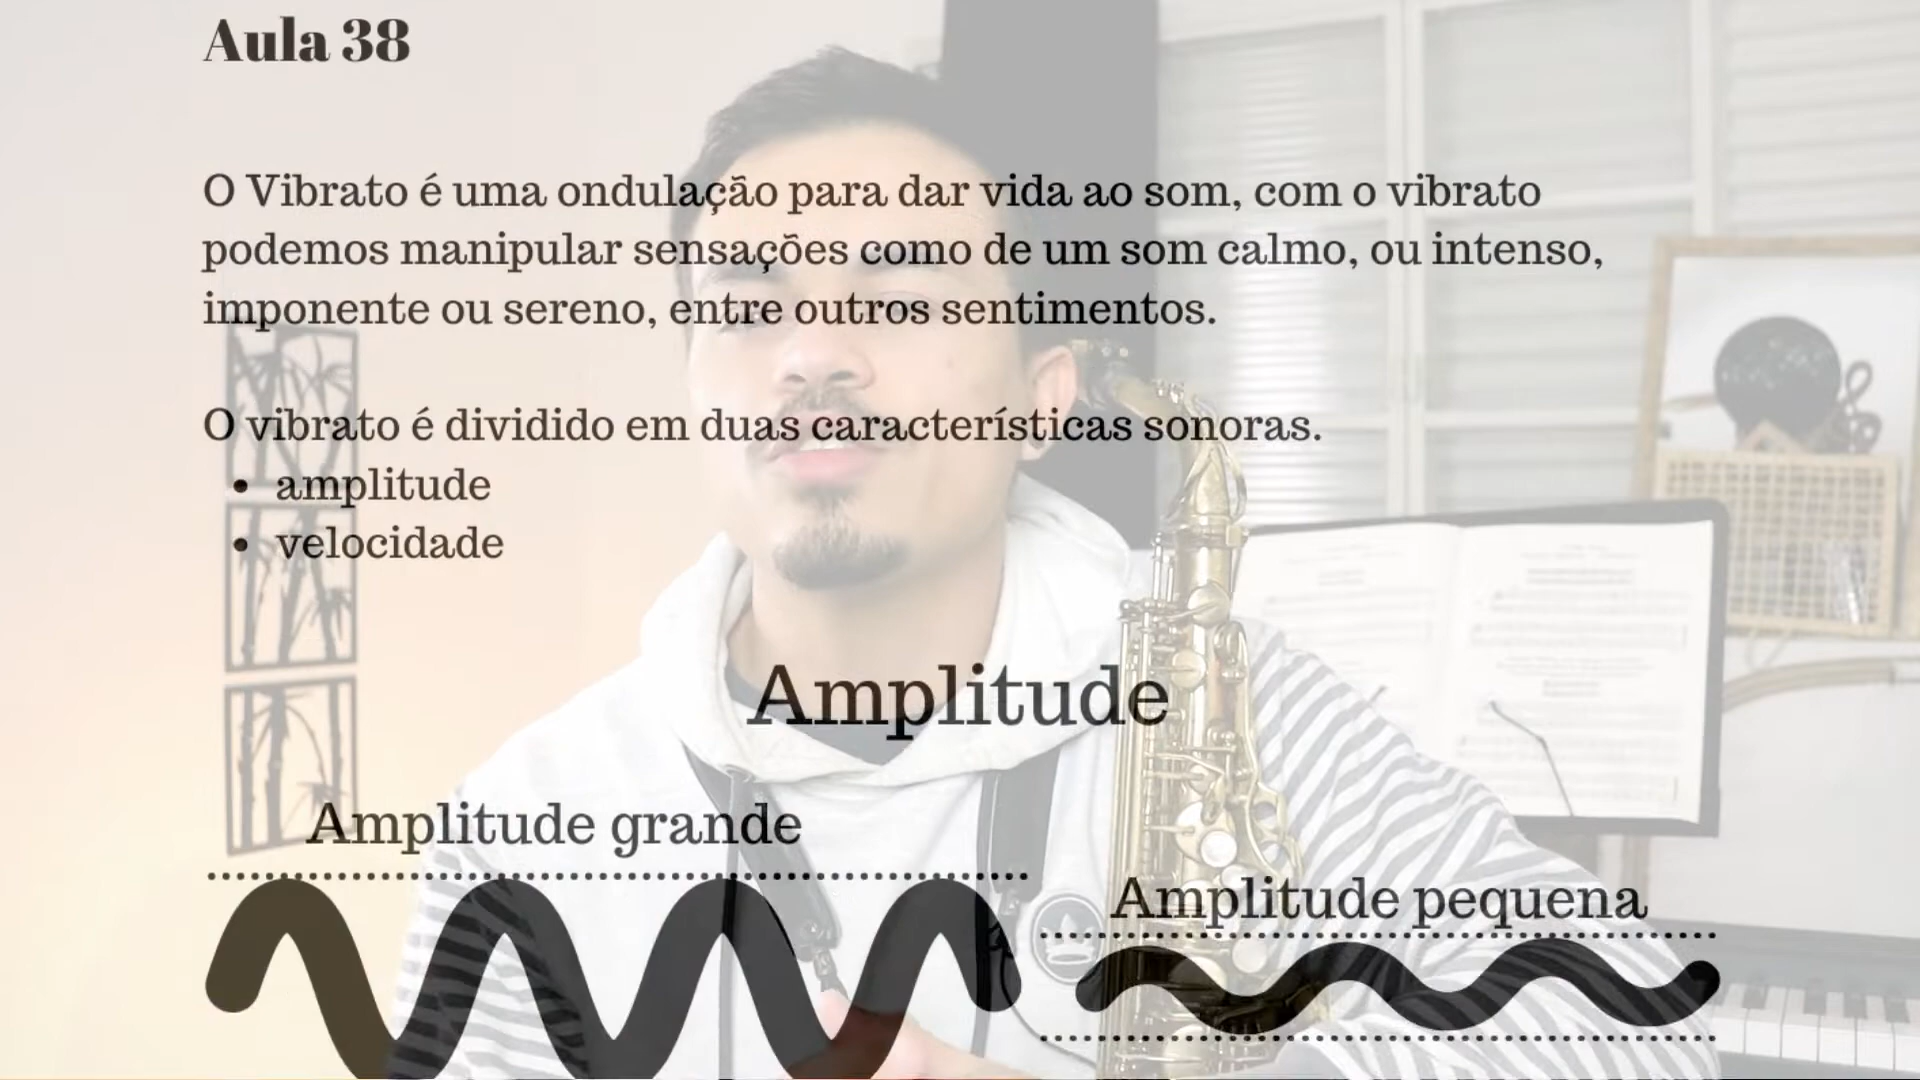 Aula 38
O Vibrato é uma ondulação para dar vida ao som, com o vibrato
podemos manipular sensações como de um som calmo, ou intenso,
imponente ou sereno, entre outros sentimentos.
O vibrato é dividido em duas características sonoras.
• amplitude
• velocidade
Amplitude
Amplitude grande
Amplitude pequena